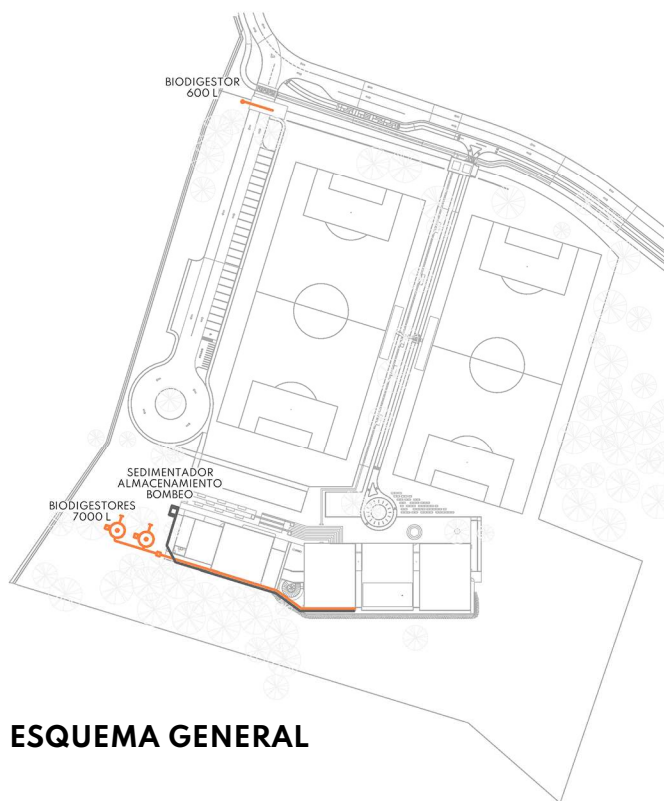 BIODIGESTOR
600 L
SEDIMENTADOR
ALMACENAMIENTO
BOMBEO
BIODIGESTORES
7000 L
ESQUEMA GENERAL